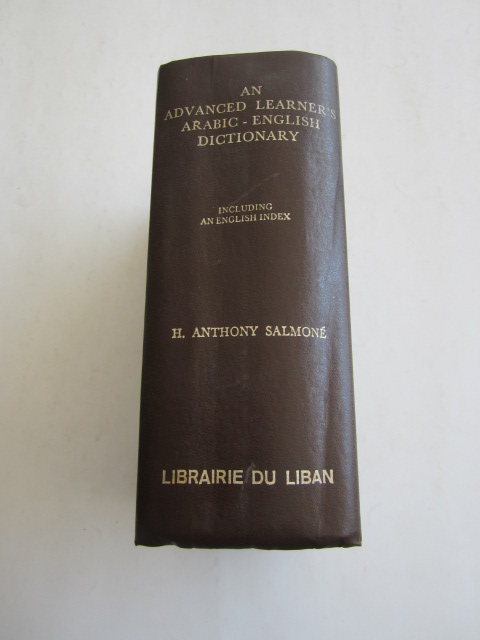 AN
ADVANCED LEARNER'S
ARABIC - ENGLISH
DICTIONARY
INCLUDING
AN ENGLISH INDEX
H. ANTHONY SALMONÉ
LIBRAIRIE DU LIBAN